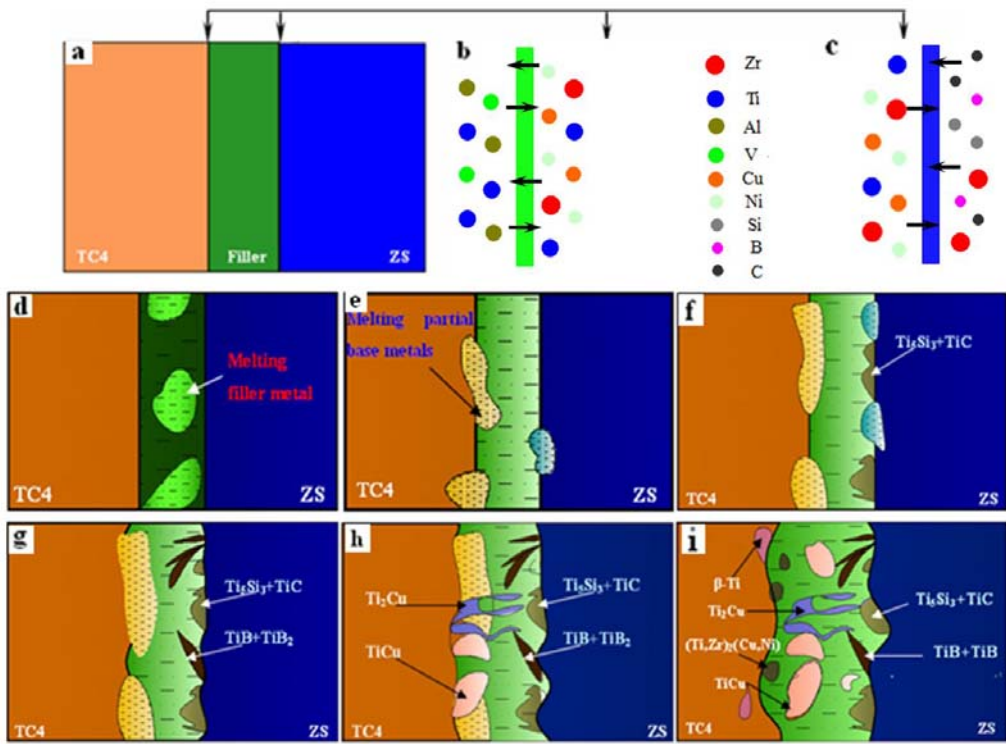 a
TC4
Filler
ZS
b
Zr
Ti
Al
V
Cu
Ni
Si
B
C
c
d
Melting
filler metal
TC4
ZS
e
Melting partial
base metals
TC4
ZS
f
Ti₅Si₃+TiC
TC4
ZS
g
Ti₅Si₃+TiC
TiB+TiB₂
TC4
ZS
h
Ti₂Cu
Ti₅Si₃+TiC
TiCu
TiB+TiB₂
TC4
ZS
i
β-Ti
Ti₂Cu
Ti₅Si₃+TiC
(Ti,Zr)₂(Cu,Ni)
TiB+TiB
TiCu
TC4
ZS